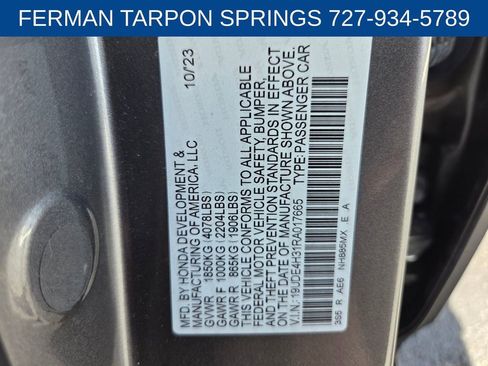 FERMAN TARPON SPRINGS 727-934-5789
MFD. BY HONDA DEVELOPMENT & 10/23
MANUFACTURING OF AMERICA, LLC
GVWR 1850KG (4078LBS)
GAWR F 1000KG (2204LBS)
GAWR R 865KG (1906LBS)
THIS VEHICLE CONFORMS TO ALL APPLICABLE
FEDERAL MOTOR VEHICLE SAFETY, BUMPER,
AND THEFT PREVENTION STANDARDS IN EFFECT
ON THE DATE OF MANUFACTURE SHOWN ABOVE.
V.I.N.: 19UDE4H31RA017665 TYPE:PASSENGER CAR
3S5 R AE6 NH885MX E A